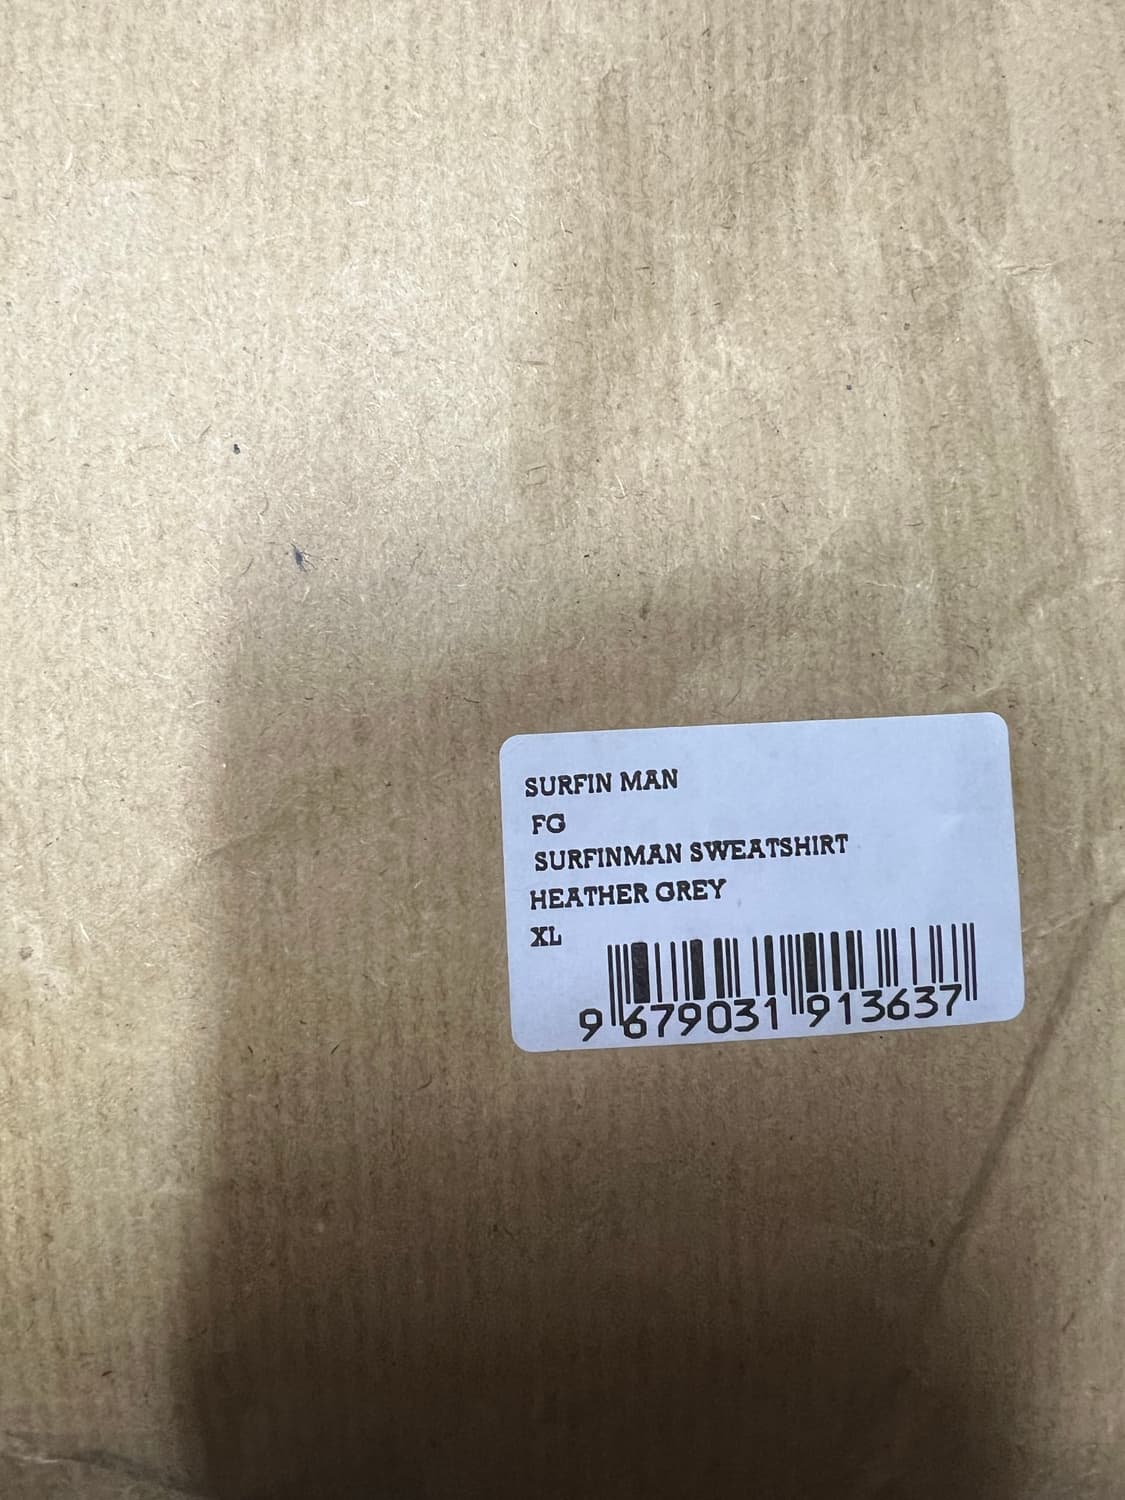 SURFIN MAN
FG
SURFINMAN SWEATSHIRT
HEATHER GREY
XL
9 679031 913637